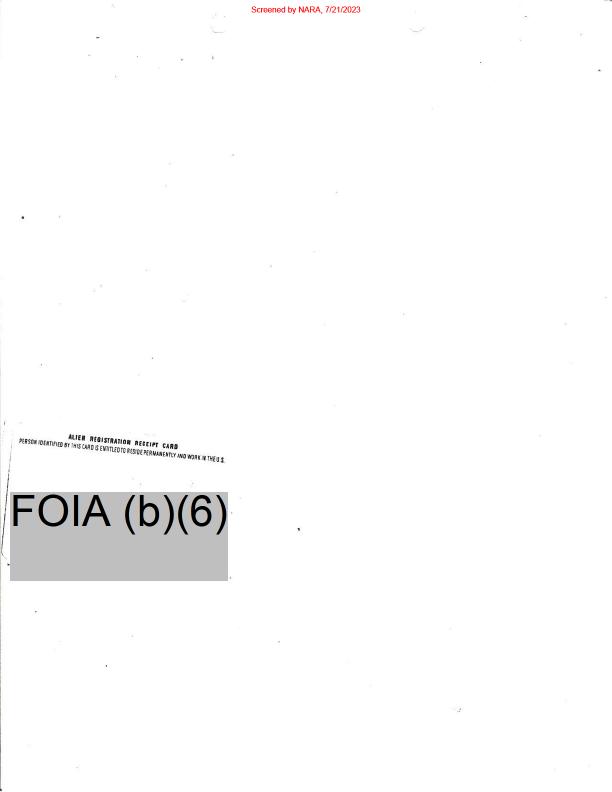 Screened by NARA, 7/21/2023
ALIEN REGISTRATION RECEIPT CARD
PERSON IDENTIFIED BY THIS CARD IS ENTITLED TO RESIDE PERMANENTLY AND WORK IN THE U.S.
FOIA (b)(6)